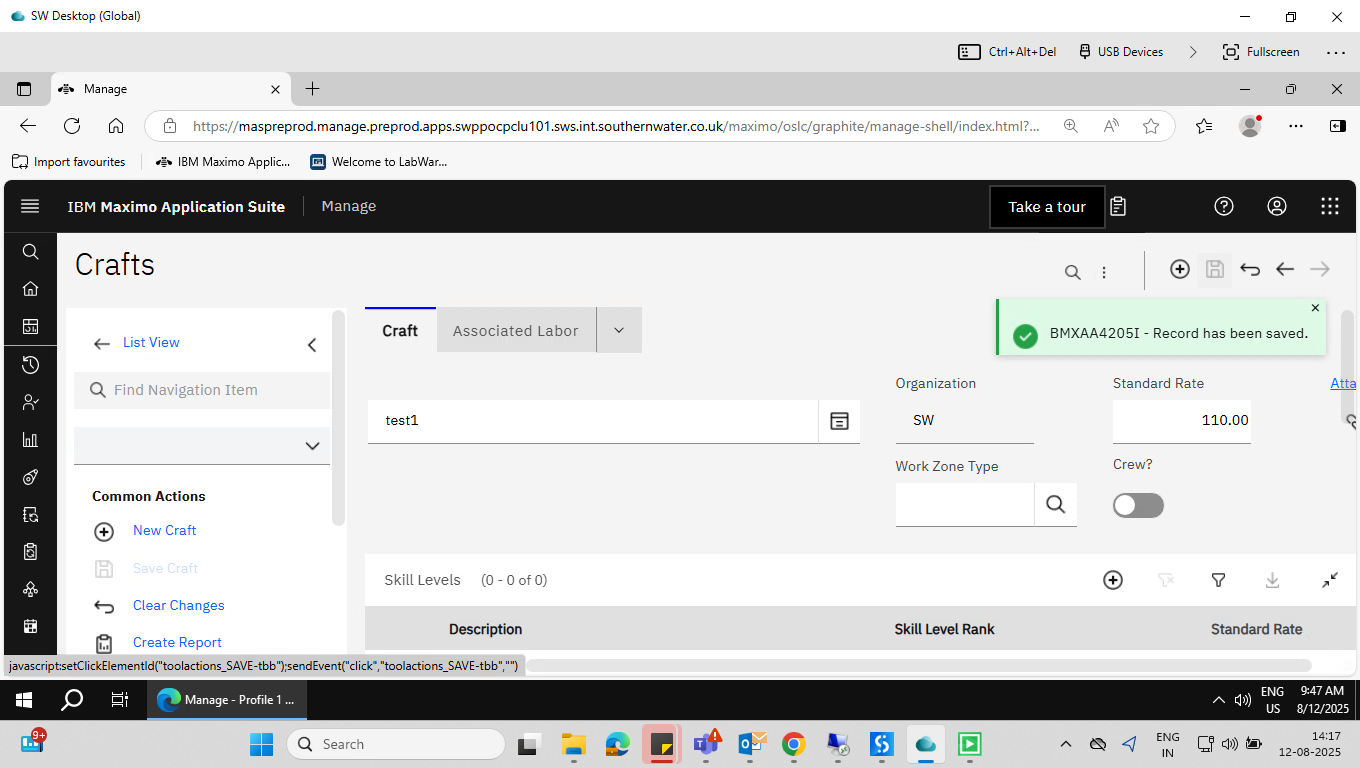 SW Desktop (Global)
Ctrl+Alt+Del
USB Devices
Fullscreen
Manage
https://maspreprod.manage.preprod.apps.swppocpclu101.sws.int.southernwater.co.uk/maximo/oslc/graphite/manage-shell/index.html?...
Import favourites
IBM Maximo Applic...
Welcome to LabWar...
IBM Maximo Application Suite
Manage
Take a tour
Crafts
List View
Find Navigation Item
Craft
Associated Labor
BMXAA4205I - Record has been saved.
Organization
Standard Rate
Atta
test1
SW
110.00
Work Zone Type
Crew?
Common Actions
New Craft
Save Craft
Clear Changes
Create Report
Skill Levels (0 - 0 of 0)
Description
Skill Level Rank
Standard Rate
javascript:setClickElementId("toolactions_SAVE-tbb");sendEvent("click","toolactions_SAVE-tbb","")
Manage - Profile 1 ...
ENG
US
9:47 AM
8/12/2025
9+
Search
ENG
IN
14:17
12-08-2025